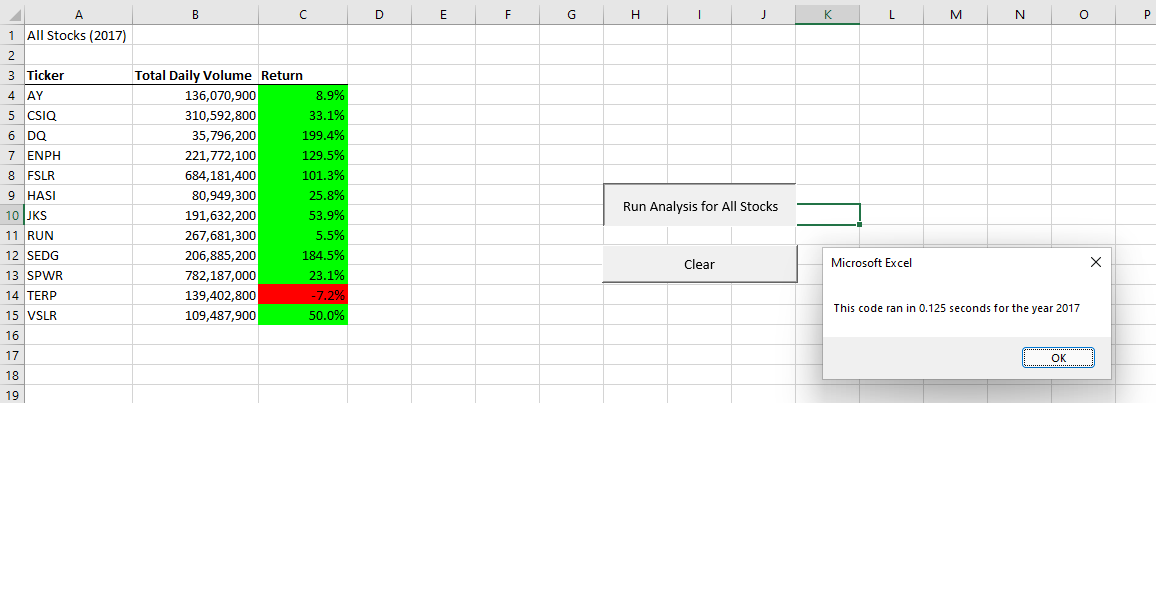 A B C D E F G H I J K L M N O P
1 All Stocks (2017)
2
3 Ticker Total Daily Volume Return
4 AY 136,070,900 8.9%
5 CSIQ 310,592,800 33.1%
6 DQ 35,796,200 199.4%
7 ENPH 221,772,100 129.5%
8 FSLR 684,181,400 101.3%
9 HASI 80,949,300 25.8%
10 JKS 191,632,200 53.9%
11 RUN 267,681,300 5.5%
12 SEDG 206,885,200 184.5%
13 SPWR 782,187,000 23.1%
14 TERP 139,402,800 -7.2%
15 VSLR 109,487,900 50.0%
16
17
18
19
Run Analysis for All Stocks
Clear
Microsoft Excel
This code ran in 0.125 seconds for the year 2017
OK